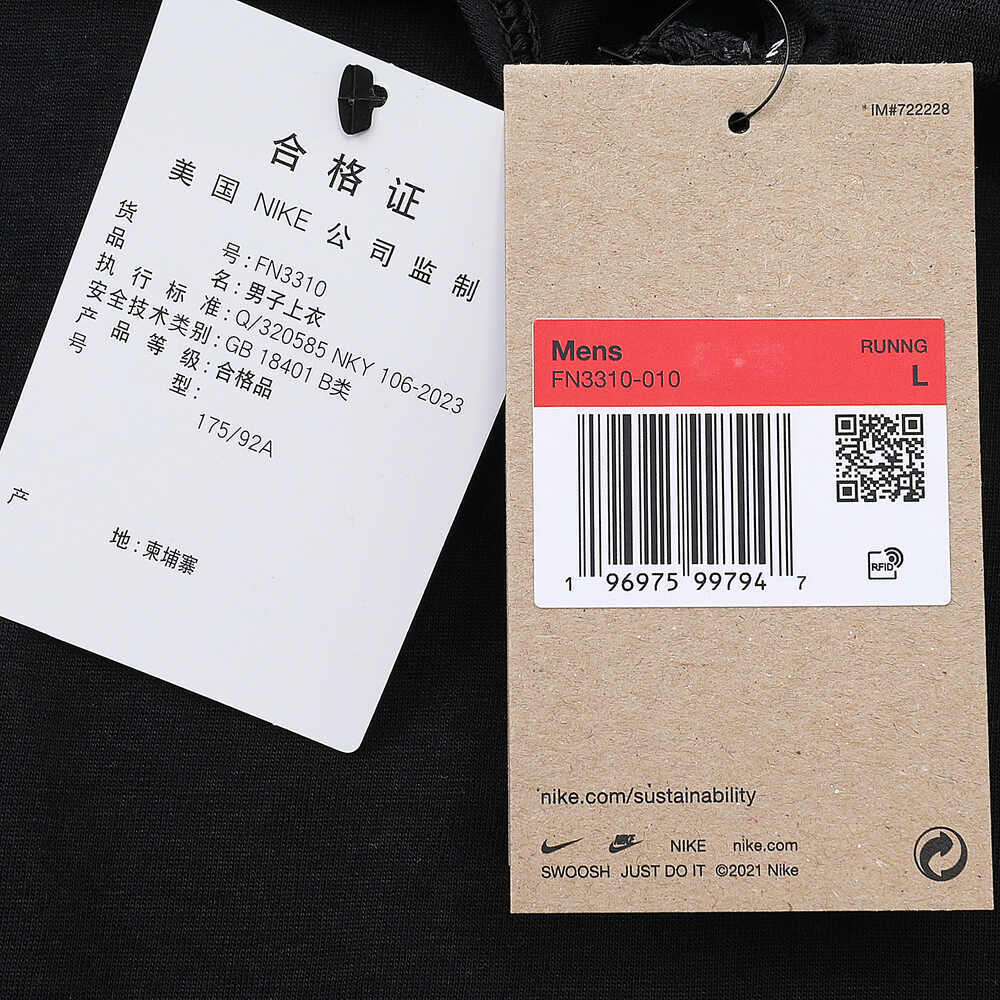 合格证
美国 NIKE 公司监制
货号: FN3310
品名: 男子上衣
执行标准: Q/320585 NKY 106-2023
安全技术类别: GB 18401 B类
产品等级: 合格品
号型:
175/92A
产地: 柬埔寨
*IM#722228
Mens
RUNNG
FN3310-010
L
1 96975 99794 7
RFID
nike.com/sustainability
NIKE nike.com
SWOOSH JUST DO IT ©2021 Nike